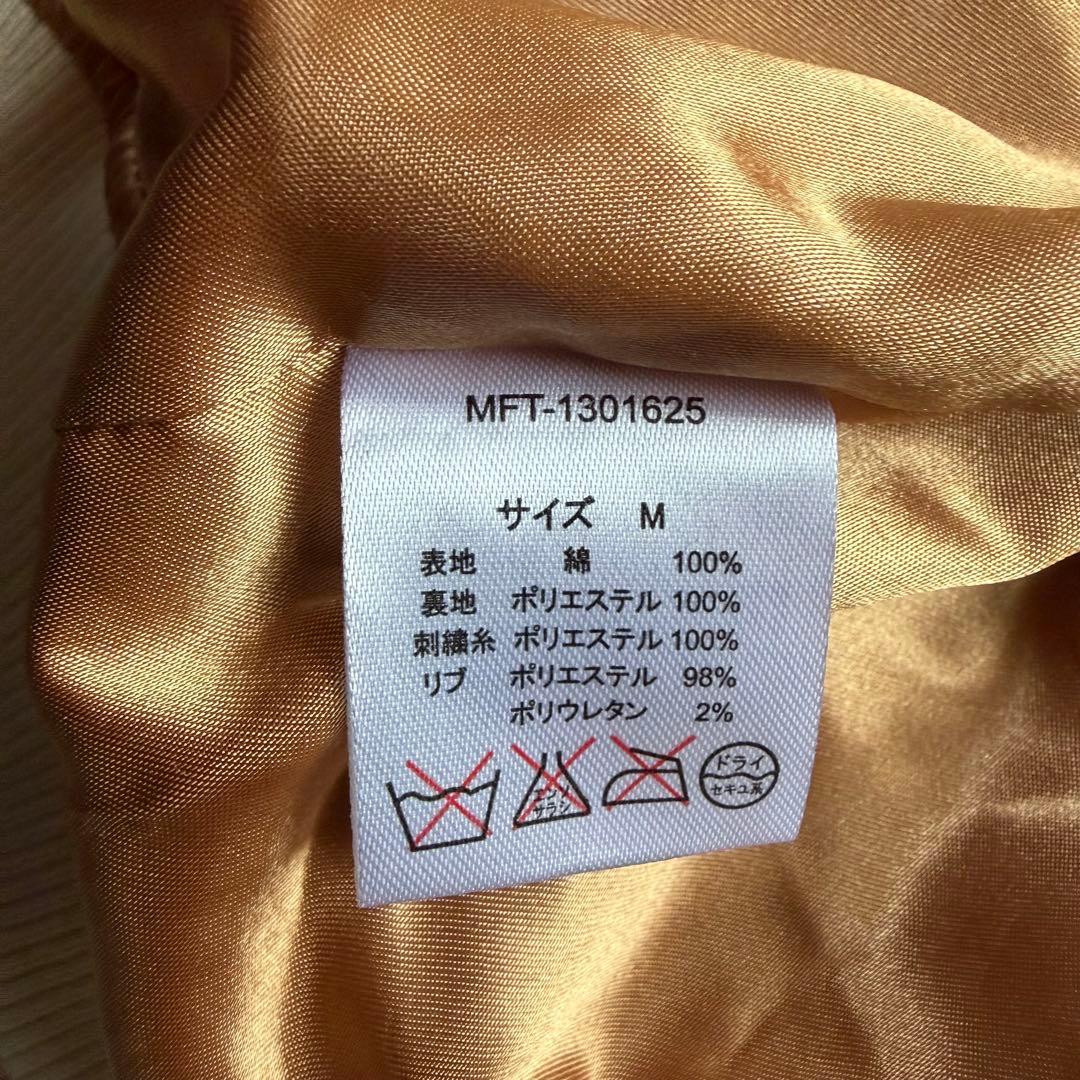 MFT-1301625
サイズ M
表地 綿 100%
裏地 ポリエステル 100%
刺繍糸 ポリエステル 100%
リブ ポリエステル 98%
ポリウレタン 2%
エンソ
サラシ
ドライ
セキユ系